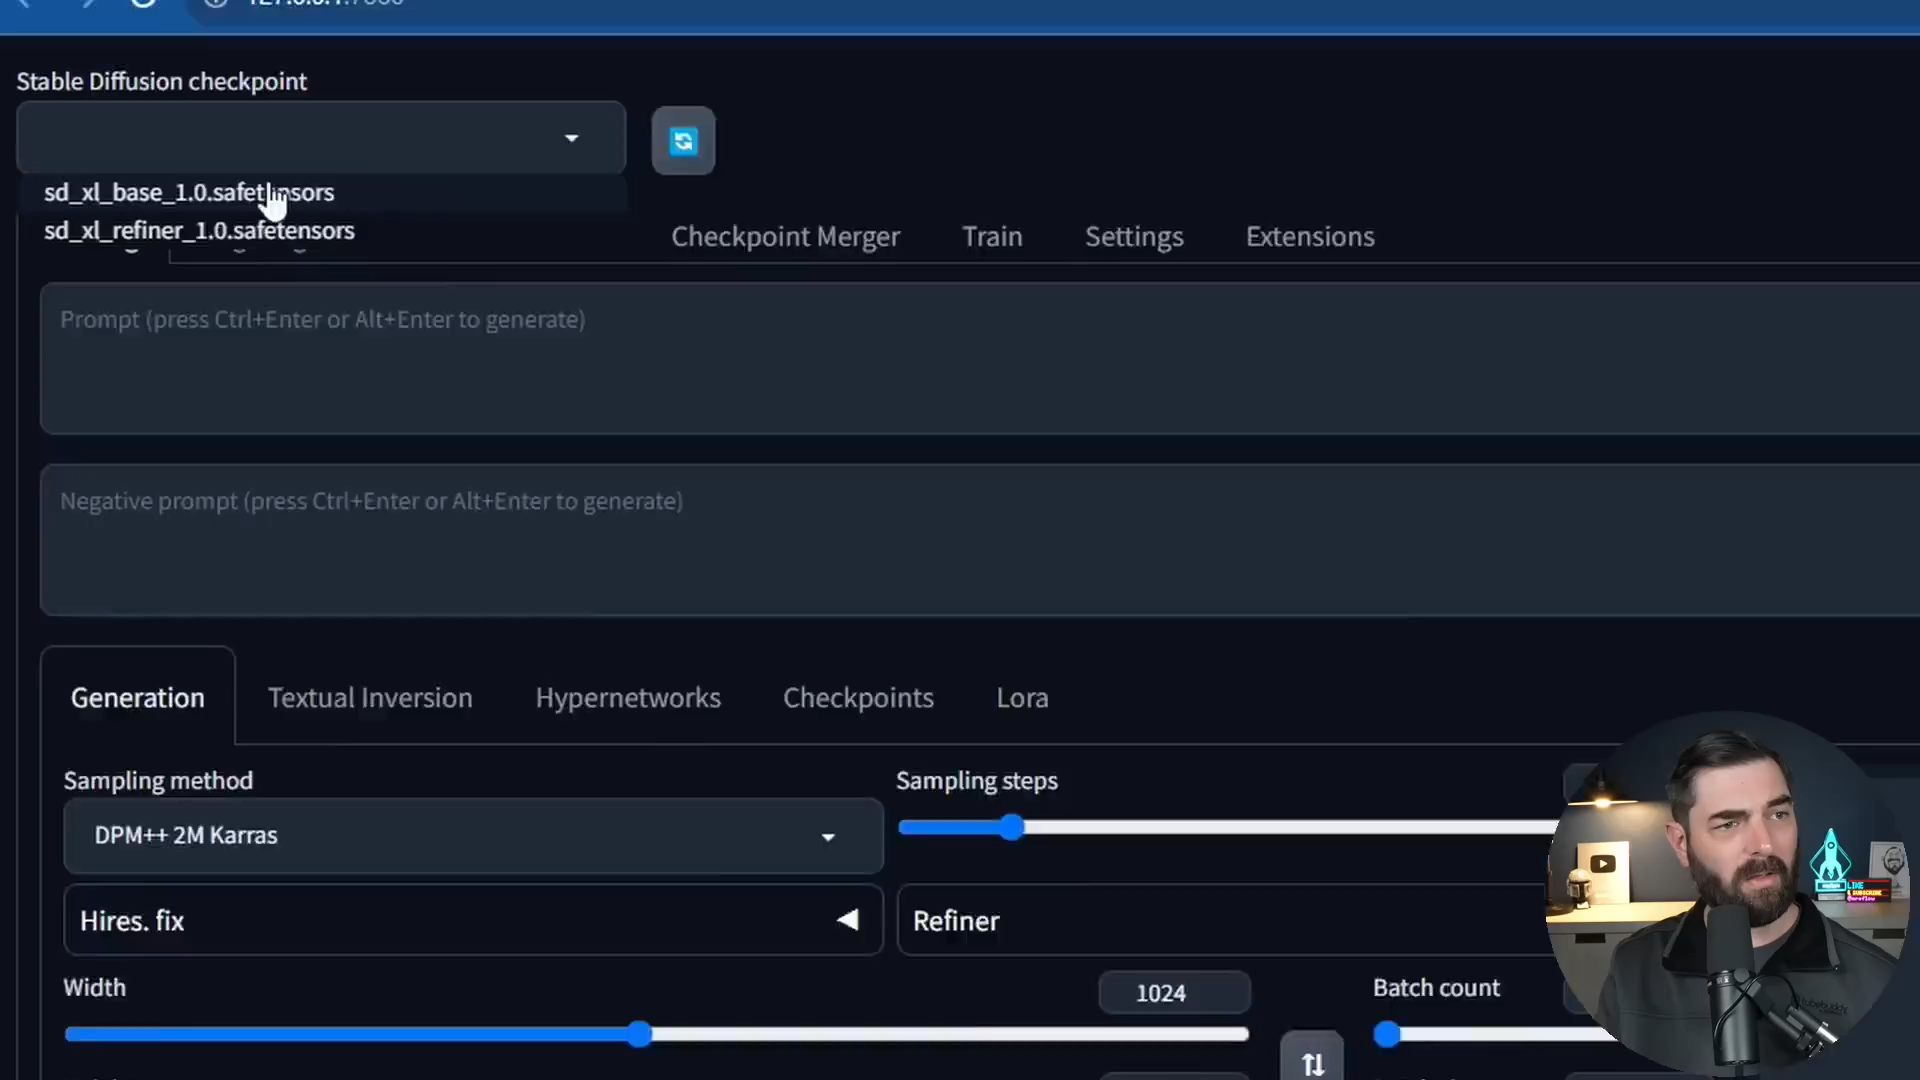 Stable Diffusion checkpoint
sd_xl_base_1.0.safetensors
sd_xl_refiner_1.0.safetensors
Checkpoint Merger
Train
Settings
Extensions
Prompt (press Ctrl+Enter or Alt+Enter to generate)
Negative prompt (press Ctrl+Enter or Alt+Enter to generate)
Generation
Textual Inversion
Hypernetworks
Checkpoints
Lora
Sampling method
Sampling steps
DPM++ 2M Karras
Hires. fix
Refiner
Width
1024
Batch count
LIKE
& SUBSCRIBE